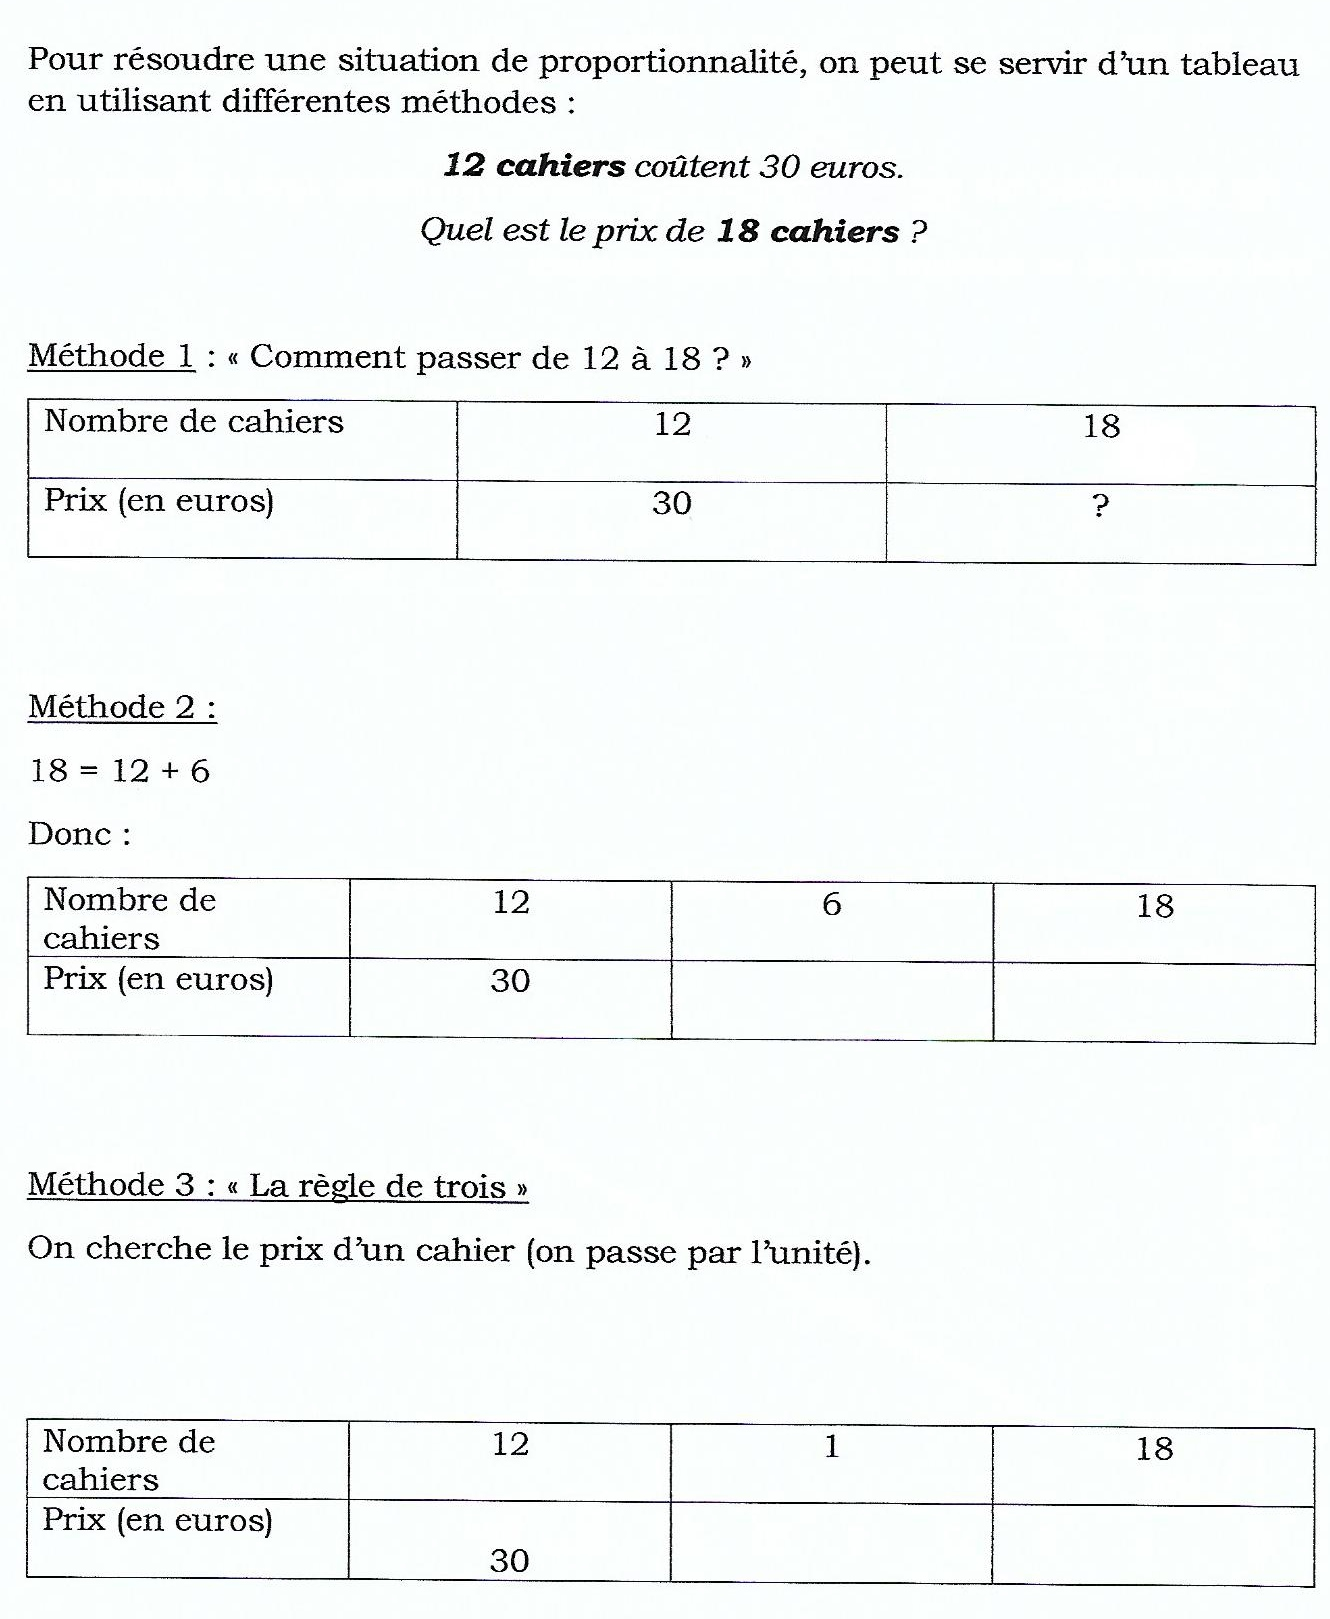 Pour résoudre une situation de proportionnalité, on peut se servir d'un tableau
en utilisant différentes méthodes :
12 cahiers coûtent 30 euros.
Quel est le prix de 18 cahiers ?
Méthode 1 : « Comment passer de 12 à 18 ? »
Nombre de cahiers 12 18
Prix (en euros) 30 ?
Méthode 2 :
18 = 12 + 6
Donc :
Nombre de 12 6 18
cahiers
Prix (en euros) 30
Méthode 3 : « La règle de trois »
On cherche le prix d'un cahier (on passe par l'unité).
Nombre de 12 1 18
cahiers
Prix (en euros)
30